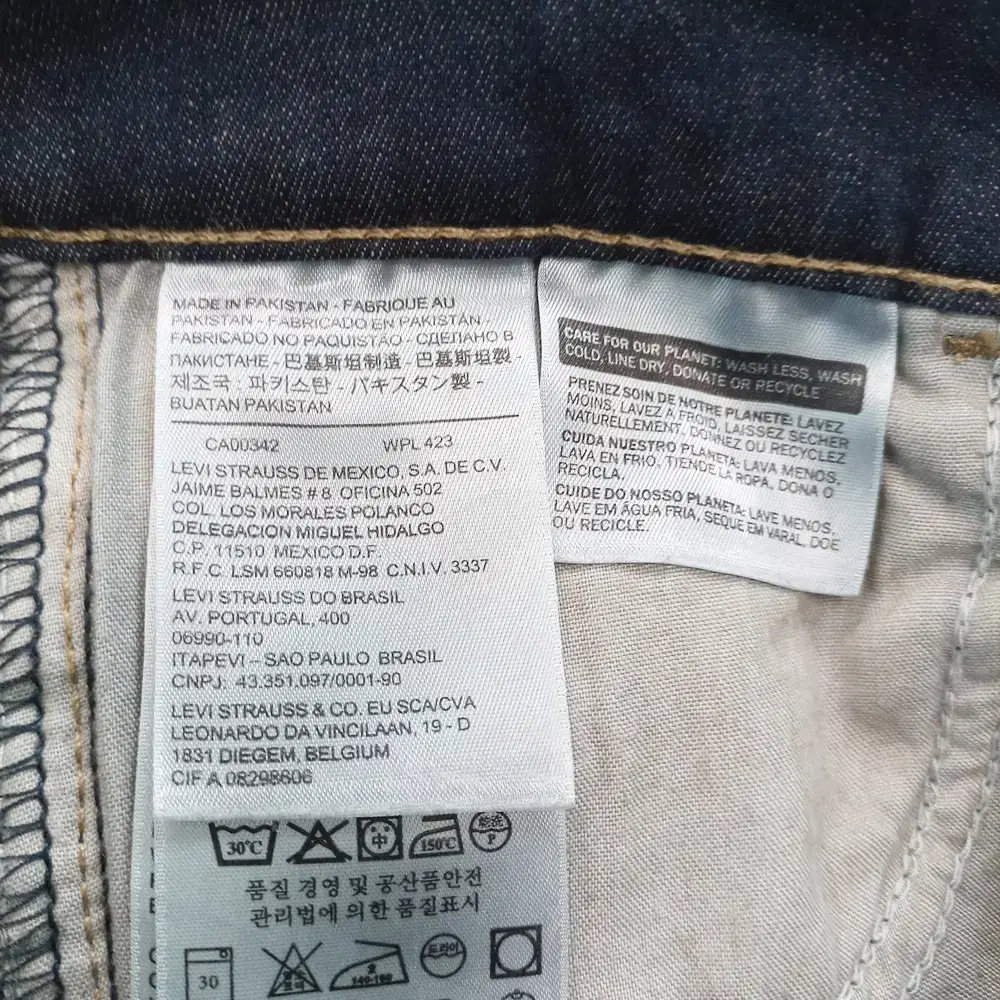 MADE IN PAKISTAN - FABRIQUE AU
PAKISTAN - FABRICADO EN PAKISTAN -
FABRICADO NO PAQUISTÃO - СДЕЛАНО В
ПАКИСТАНЕ - 巴基斯坦制造 - 巴基斯坦製 -
제조국 : 파키스탄 - パキスタン製 -
BUATAN PAKISTAN
CA00342 WPL 423
LEVI STRAUSS DE MEXICO, S.A. DE C.V.
JAIME BALMES # 8 OFICINA 502
COL. LOS MORALES POLANCO
DELEGACION MIGUEL HIDALGO
C.P. 11510 MEXICO D.F.
R.F.C. LSM 660818 M-98 C.N.I.V. 3337
LEVI STRAUSS DO BRASIL
AV. PORTUGAL, 400
06990-110
ITAPEVI – SAO PAULO BRASIL
CNPJ: 43.351.097/0001-90
LEVI STRAUSS & CO. EU SCA/CVA
LEONARDO DA VINCILAAN, 19 - D
1831 DIEGEM, BELGIUM
CIF A 08298606
CARE FOR OUR PLANET: WASH LESS, WASH
COLD, LINE DRY, DONATE OR RECYCLE
PRENEZ SOIN DE NOTRE PLANETE: LAVEZ
MOINS, LAVEZ A FROID, LAISSEZ SECHER
NATURELLEMENT, DONNEZ OU RECYCLEZ
CUIDA NUESTRO PLANETA: LAVA MENOS,
LAVA EN FRIO, TIENDE LA ROPA, DONA O
RECICLA.
CUIDE DO NOSSO PLANETA: LAVE MENOS,
LAVE EM ÁGUA FRIA, SEQUE EM VARAL, DOE
OU RECICLE.
30℃ 中 150℃ P
품질 경영 및 공산품안전
관리법에 의한 품질표시
30 표백 2 140-160 드라이